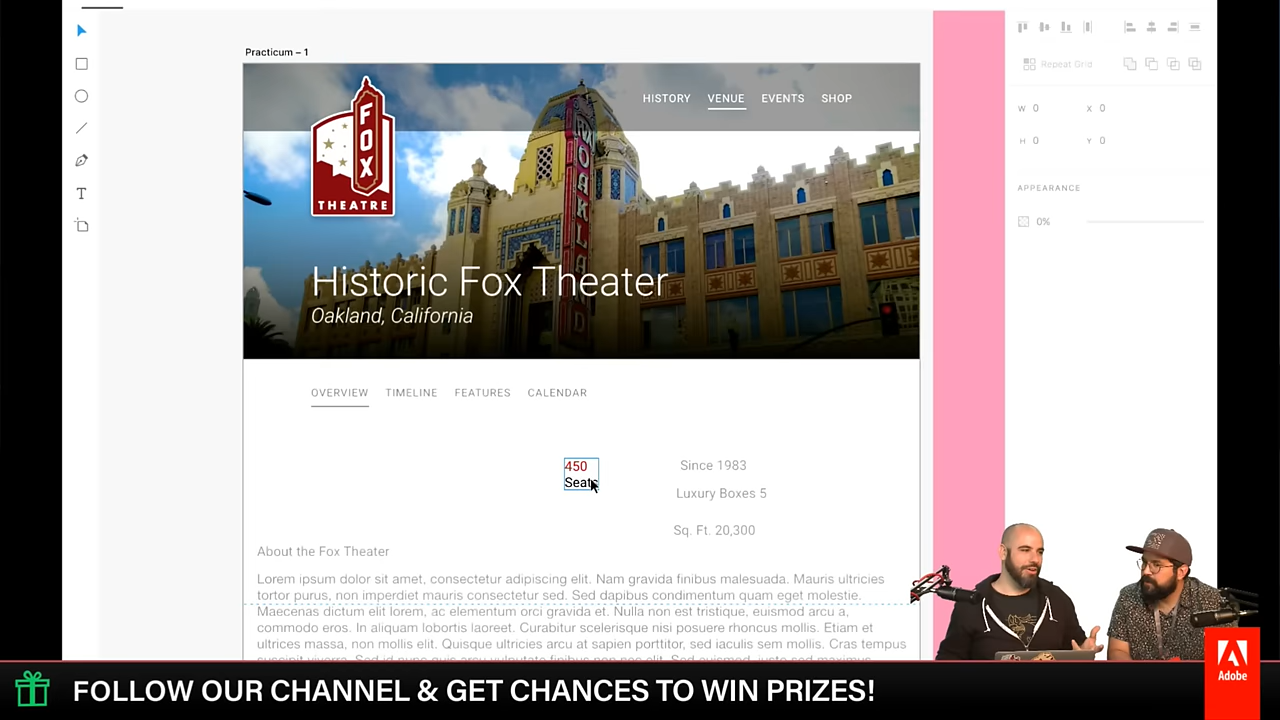 Practicum – 1
HISTORY VENUE EVENTS SHOP
FOX
THEATRE
OAKLAND
Historic Fox Theater
Oakland, California
OVERVIEW TIMELINE FEATURES CALENDAR
450
Seats
Since 1983
Luxury Boxes 5
Sq. Ft. 20,300
About the Fox Theater
Lorem ipsum dolor sit amet, consectetur adipiscing elit. Nam gravida finibus malesuada. Mauris ultricies
tortor purus, non imperdiet mauris consectetur sed. Sed dapibus condimentum quam eget molestie.
Maecenas dictum elit lorem, ac elementum orci gravida et. Nulla non est tristique, euismod arcu a,
commodo eros. In aliquam lobortis laoreet. Curabitur scelerisque nisi posuere rhoncus mollis. Etiam et
ultrices massa, non mollis elit. Quisque ultricies arcu at sapien porttitor, sed iaculis sem mollis. Cras tempus
Repeat Grid
W 0 X 0
H 0 Y 0
APPEARANCE
0%
T
FOLLOW OUR CHANNEL & GET CHANCES TO WIN PRIZES!
Adobe